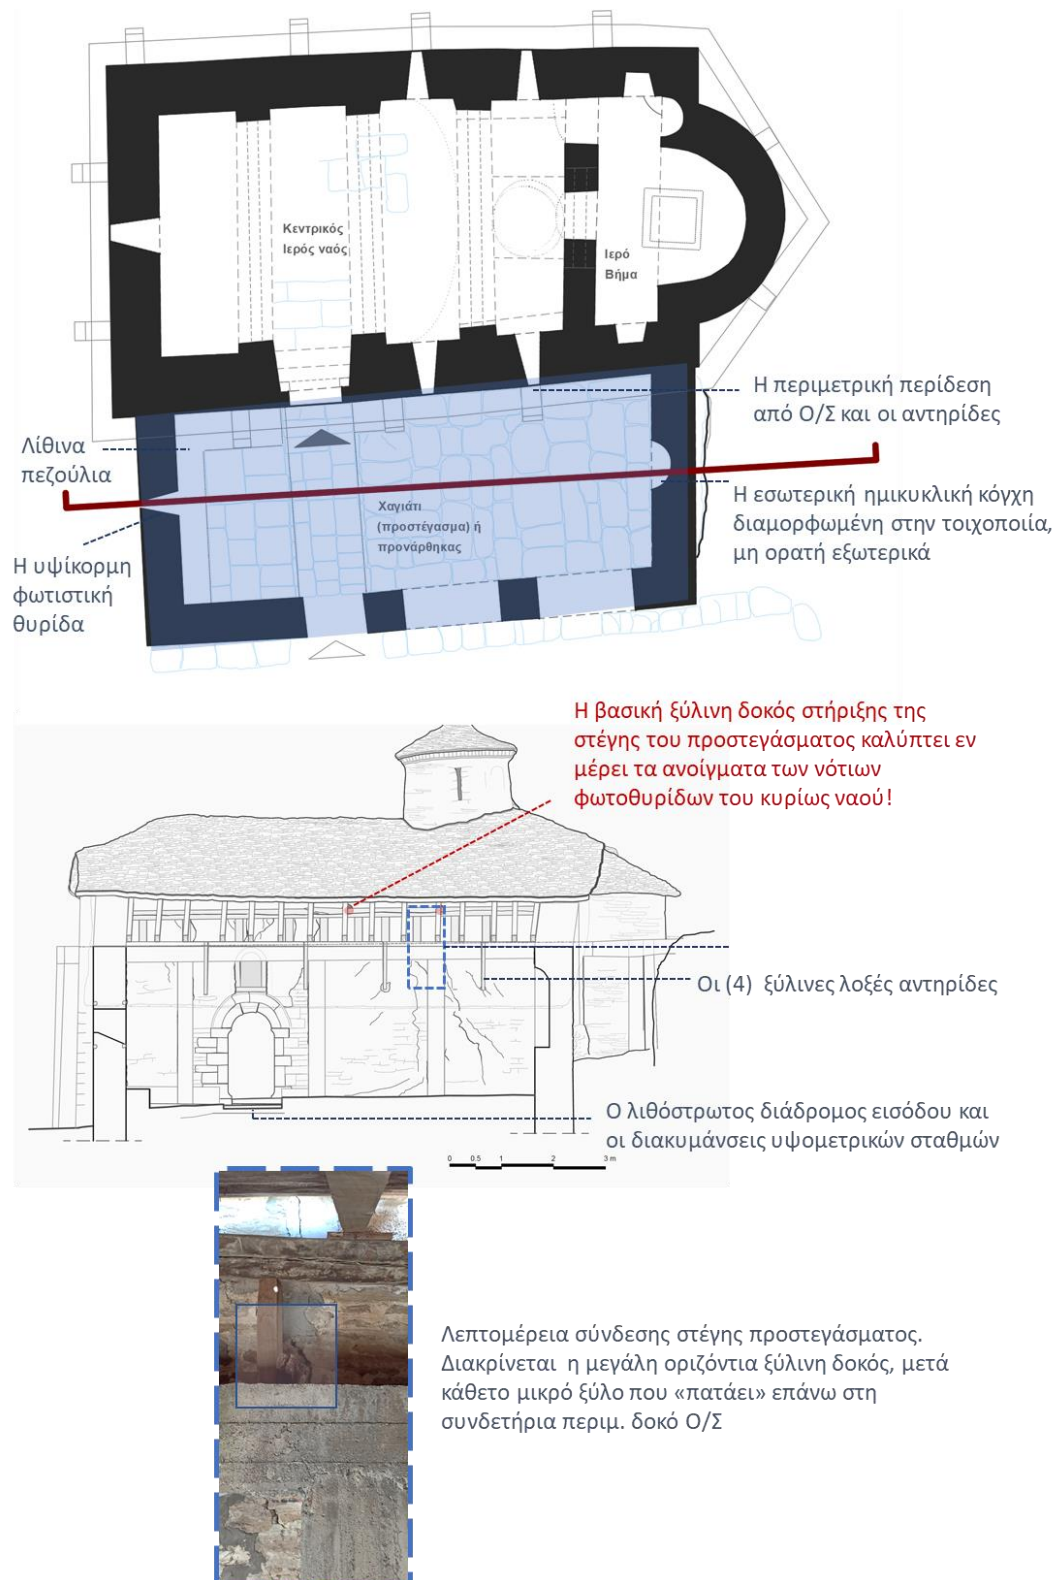 Κεντρικός
Ιερός ναός
Ιερό
Βήμα
Η περιμετρική περίδεση
από Ο/Σ και οι αντηρίδες
Λίθινα
πεζούλια
Χαγιάτι
(προστέγασμα) ή
προνάρθηκας
Η εσωτερική ημικυκλική κόγχη
διαμορφωμένη στην τοιχοποιία,
μη ορατή εξωτερικά
Η υψίκορμη
φωτιστική
θυρίδα
Η βασική ξύλινη δοκός στήριξης της
στέγης του προστεγάσματος καλύπτει εν
μέρει τα ανοίγματα των νότιων
φωτοθυρίδων του κυρίως ναού!
Οι (4) ξύλινες λοξές αντηρίδες
Ο λιθόστρωτος διάδρομος εισόδου και
οι διακυμάνσεις υψομετρικών σταθμών
0 0.5 1 2 3 m
Λεπτομέρεια σύνδεσης στέγης προστεγάσματος.
Διακρίνεται η μεγάλη οριζόντια ξύλινη δοκός, μετά
κάθετο μικρό ξύλο που «πατάει» επάνω στη
συνδετήρια περιμ. δοκό Ο/Σ